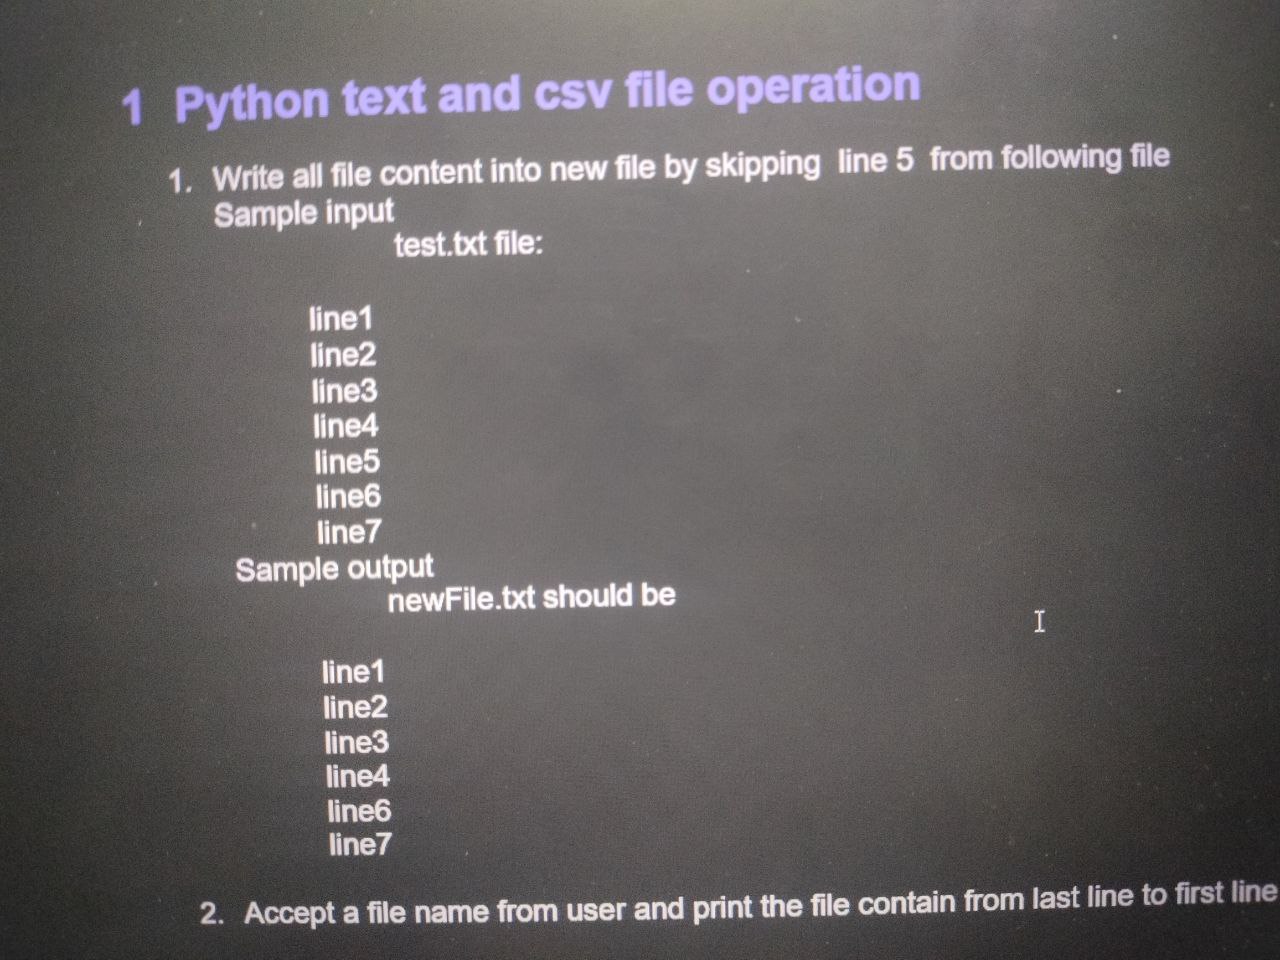 1 Python text and csv file operation
1. Write all file content into new file by skipping line 5 from following file
Sample input
test.txt file:
line1
line2
line3
line4
line5
line6
line7
Sample output
newFile.txt should be
line1
line2
line3
line4
line6
line7
2. Accept a file name from user and print the file contain from last line to first line